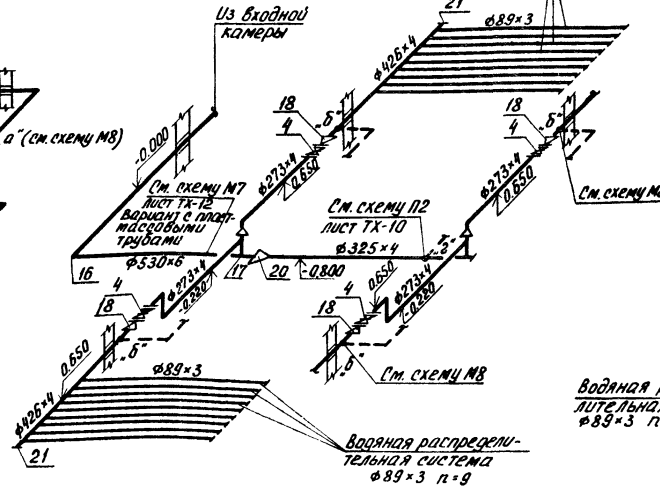 Из входной
камеры
21
ф89×3
ф426×4
18
"б"
4
18
"б"
4
а" (см. схему М8)
-0.000
ф273×4
0.650
ф273×4
0.650
См. схему М7
лист ТХ-12
Вариант с пласт-
массовыми
трубами
См. схему П2
лист ТХ-10
См. схему М
ф530×6
ф325×4
"2"
16
17
20
-0.800
ф273×4
-0.220
4
18
"б"
0.650
4
18
ф273×4
-0.220
"б"
0.650
ф89×3
См. схему М8
ф426×4
21
Водяная распредели-
тельная система
ф89×3 n=9
Водяная
лительна
ф89×3 n